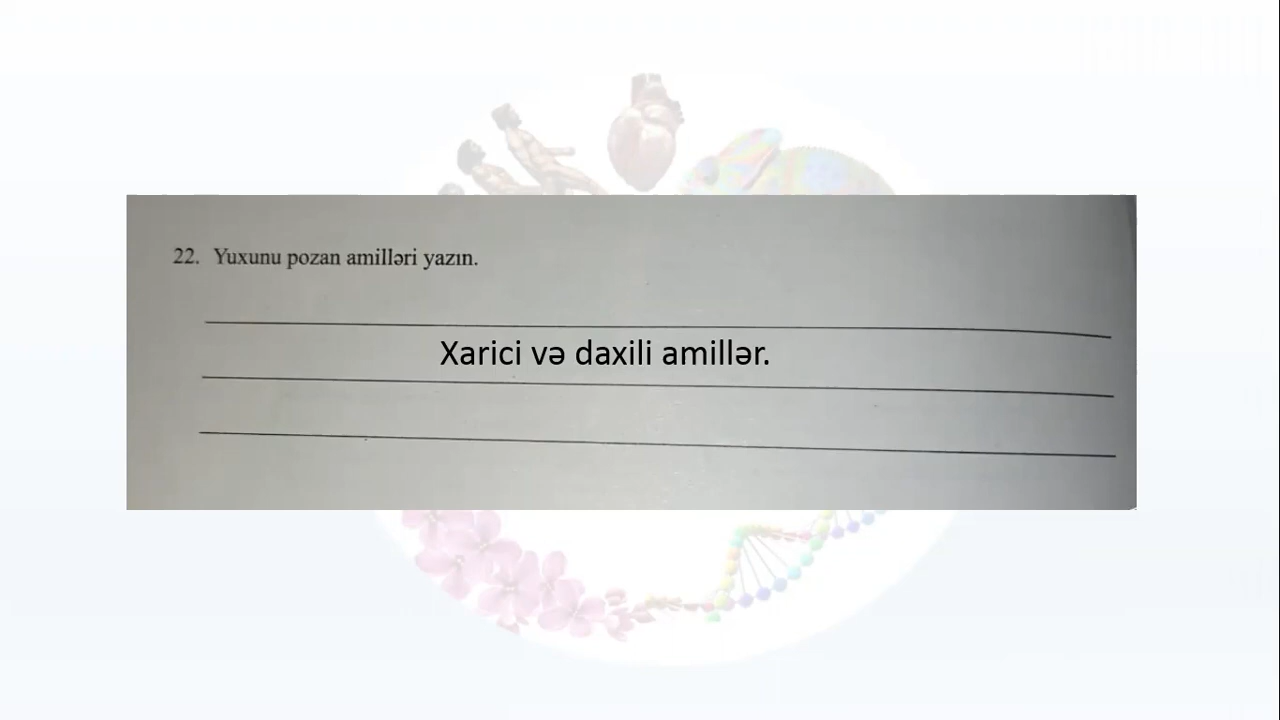 22. Yuxunu pozan amilləri yazın.
Xarici və daxili amillər.